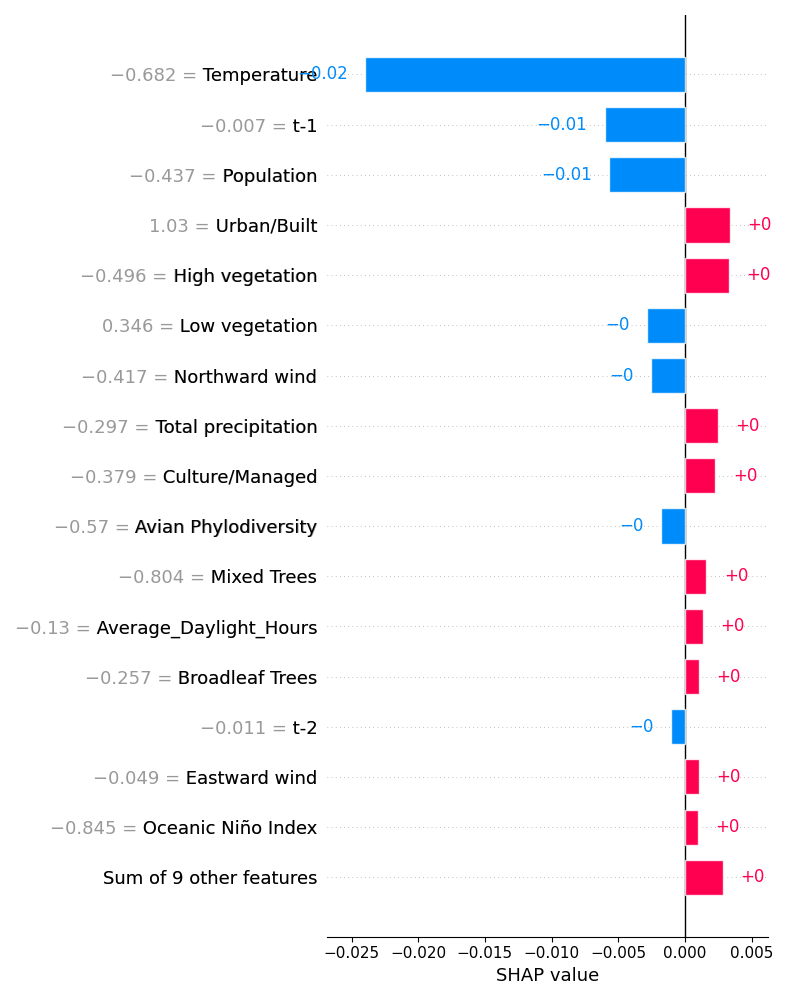 −0.682 = Temperature −0.02
−0.007 = t-1 −0.01
−0.437 = Population −0.01
1.03 = Urban/Built +0
−0.496 = High vegetation +0
0.346 = Low vegetation −0
−0.417 = Northward wind −0
−0.297 = Total precipitation +0
−0.379 = Culture/Managed +0
−0.57 = Avian Phylodiversity −0
−0.804 = Mixed Trees +0
−0.13 = Average_Daylight_Hours +0
−0.257 = Broadleaf Trees +0
−0.011 = t-2 −0
−0.049 = Eastward wind +0
−0.845 = Oceanic Niño Index +0
Sum of 9 other features +0
−0.025 −0.020 −0.015 −0.010 −0.005 0.000 0.005
SHAP value